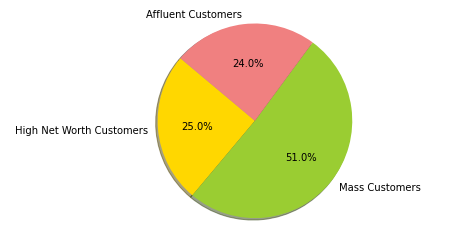 Affluent Customers
24.0%
High Net Worth Customers
25.0%
51.0%
Mass Customers